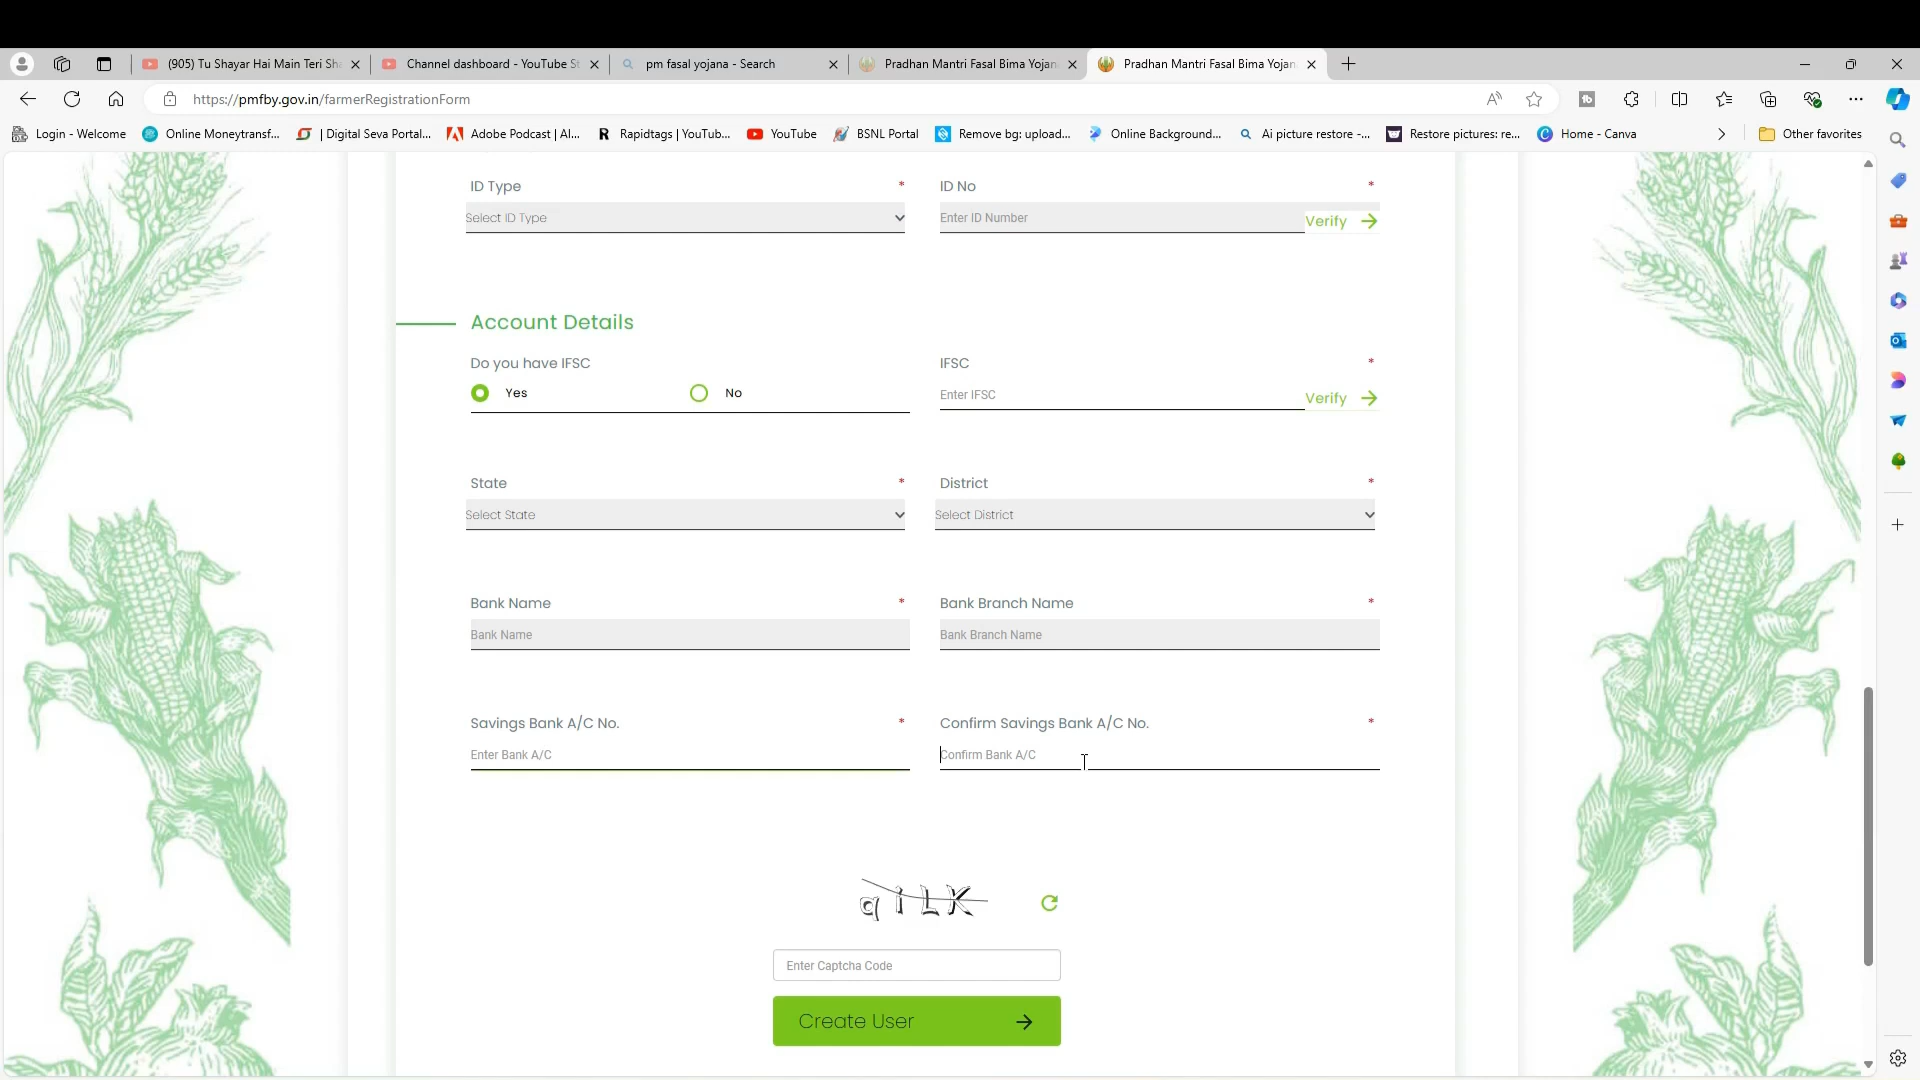 (905) Tu Shayar Hai Main Teri Sh
Channel dashboard - YouTube St
pm fasal yojana - Search
Pradhan Mantri Fasal Bima Yojan
Pradhan Mantri Fasal Bima Yojan
https://pmfby.gov.in/farmerRegistrationForm
Login - Welcome
Online Moneytransf...
| Digital Seva Portal...
Adobe Podcast | AI...
Rapidtags | YouTub...
YouTube
BSNL Portal
Remove bg: upload...
Online Background...
Ai picture restore -...
Restore pictures: re...
Home - Canva
Other favorites
ID Type *
ID No *
Select ID Type
Enter ID Number
Verify
Account Details
Do you have IFSC
IFSC *
Yes
No
Enter IFSC
Verify
State *
District *
Select State
Select District
Bank Name *
Bank Branch Name *
Bank Name
Bank Branch Name
Savings Bank A/C No. *
Confirm Savings Bank A/C No. *
Enter Bank A/C
Confirm Bank A/C
qiLK
Enter Captcha Code
Create User